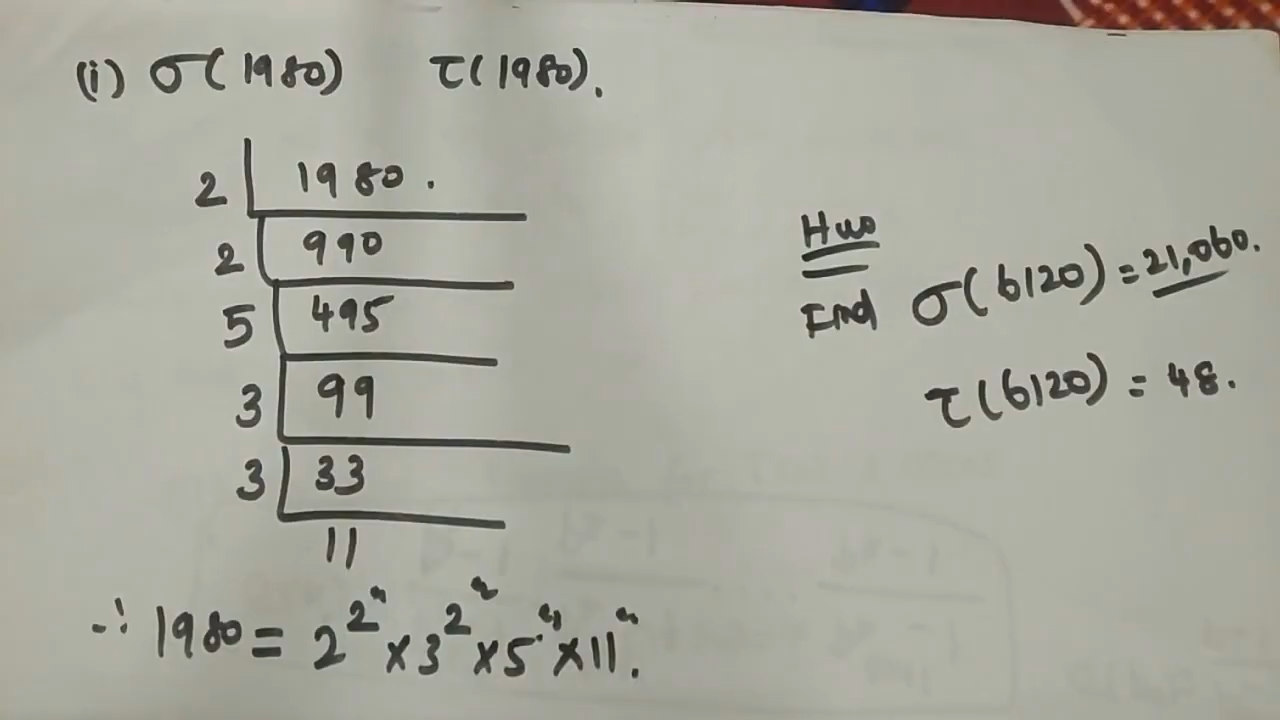 (i) σ(1980) τ(1980).
2 | 1980.
2 | 990
5 | 495
3 | 99
3 | 33
11
∴ 1980 = 2² × 3² × 5 × 11.
Find σ(6120) = 21,060.
τ(6120) = 48.